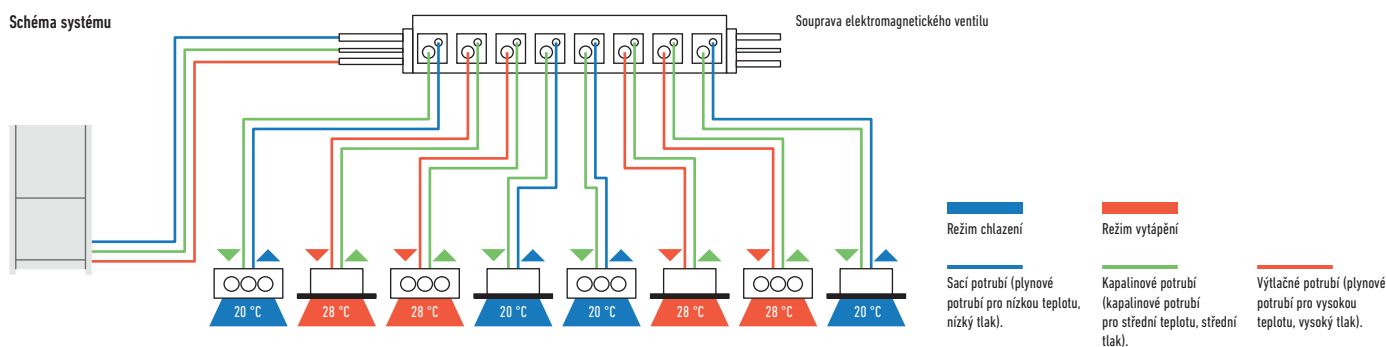 Schéma systému
Souprava elektromagnetického ventilu
20 °C
28 °C
28 °C
20 °C
20 °C
28 °C
28 °C
20 °C
Režim chlazení
Režim vytápění
Sací potrubí (plynové
potrubí pro nízkou teplotu,
nízký tlak).
Kapalinové potrubí
(kapalinové potrubí
pro střední teplotu, střední
tlak).
Výtlačné potrubí (plynové
potrubí pro vysokou
teplotu, vysoký tlak).